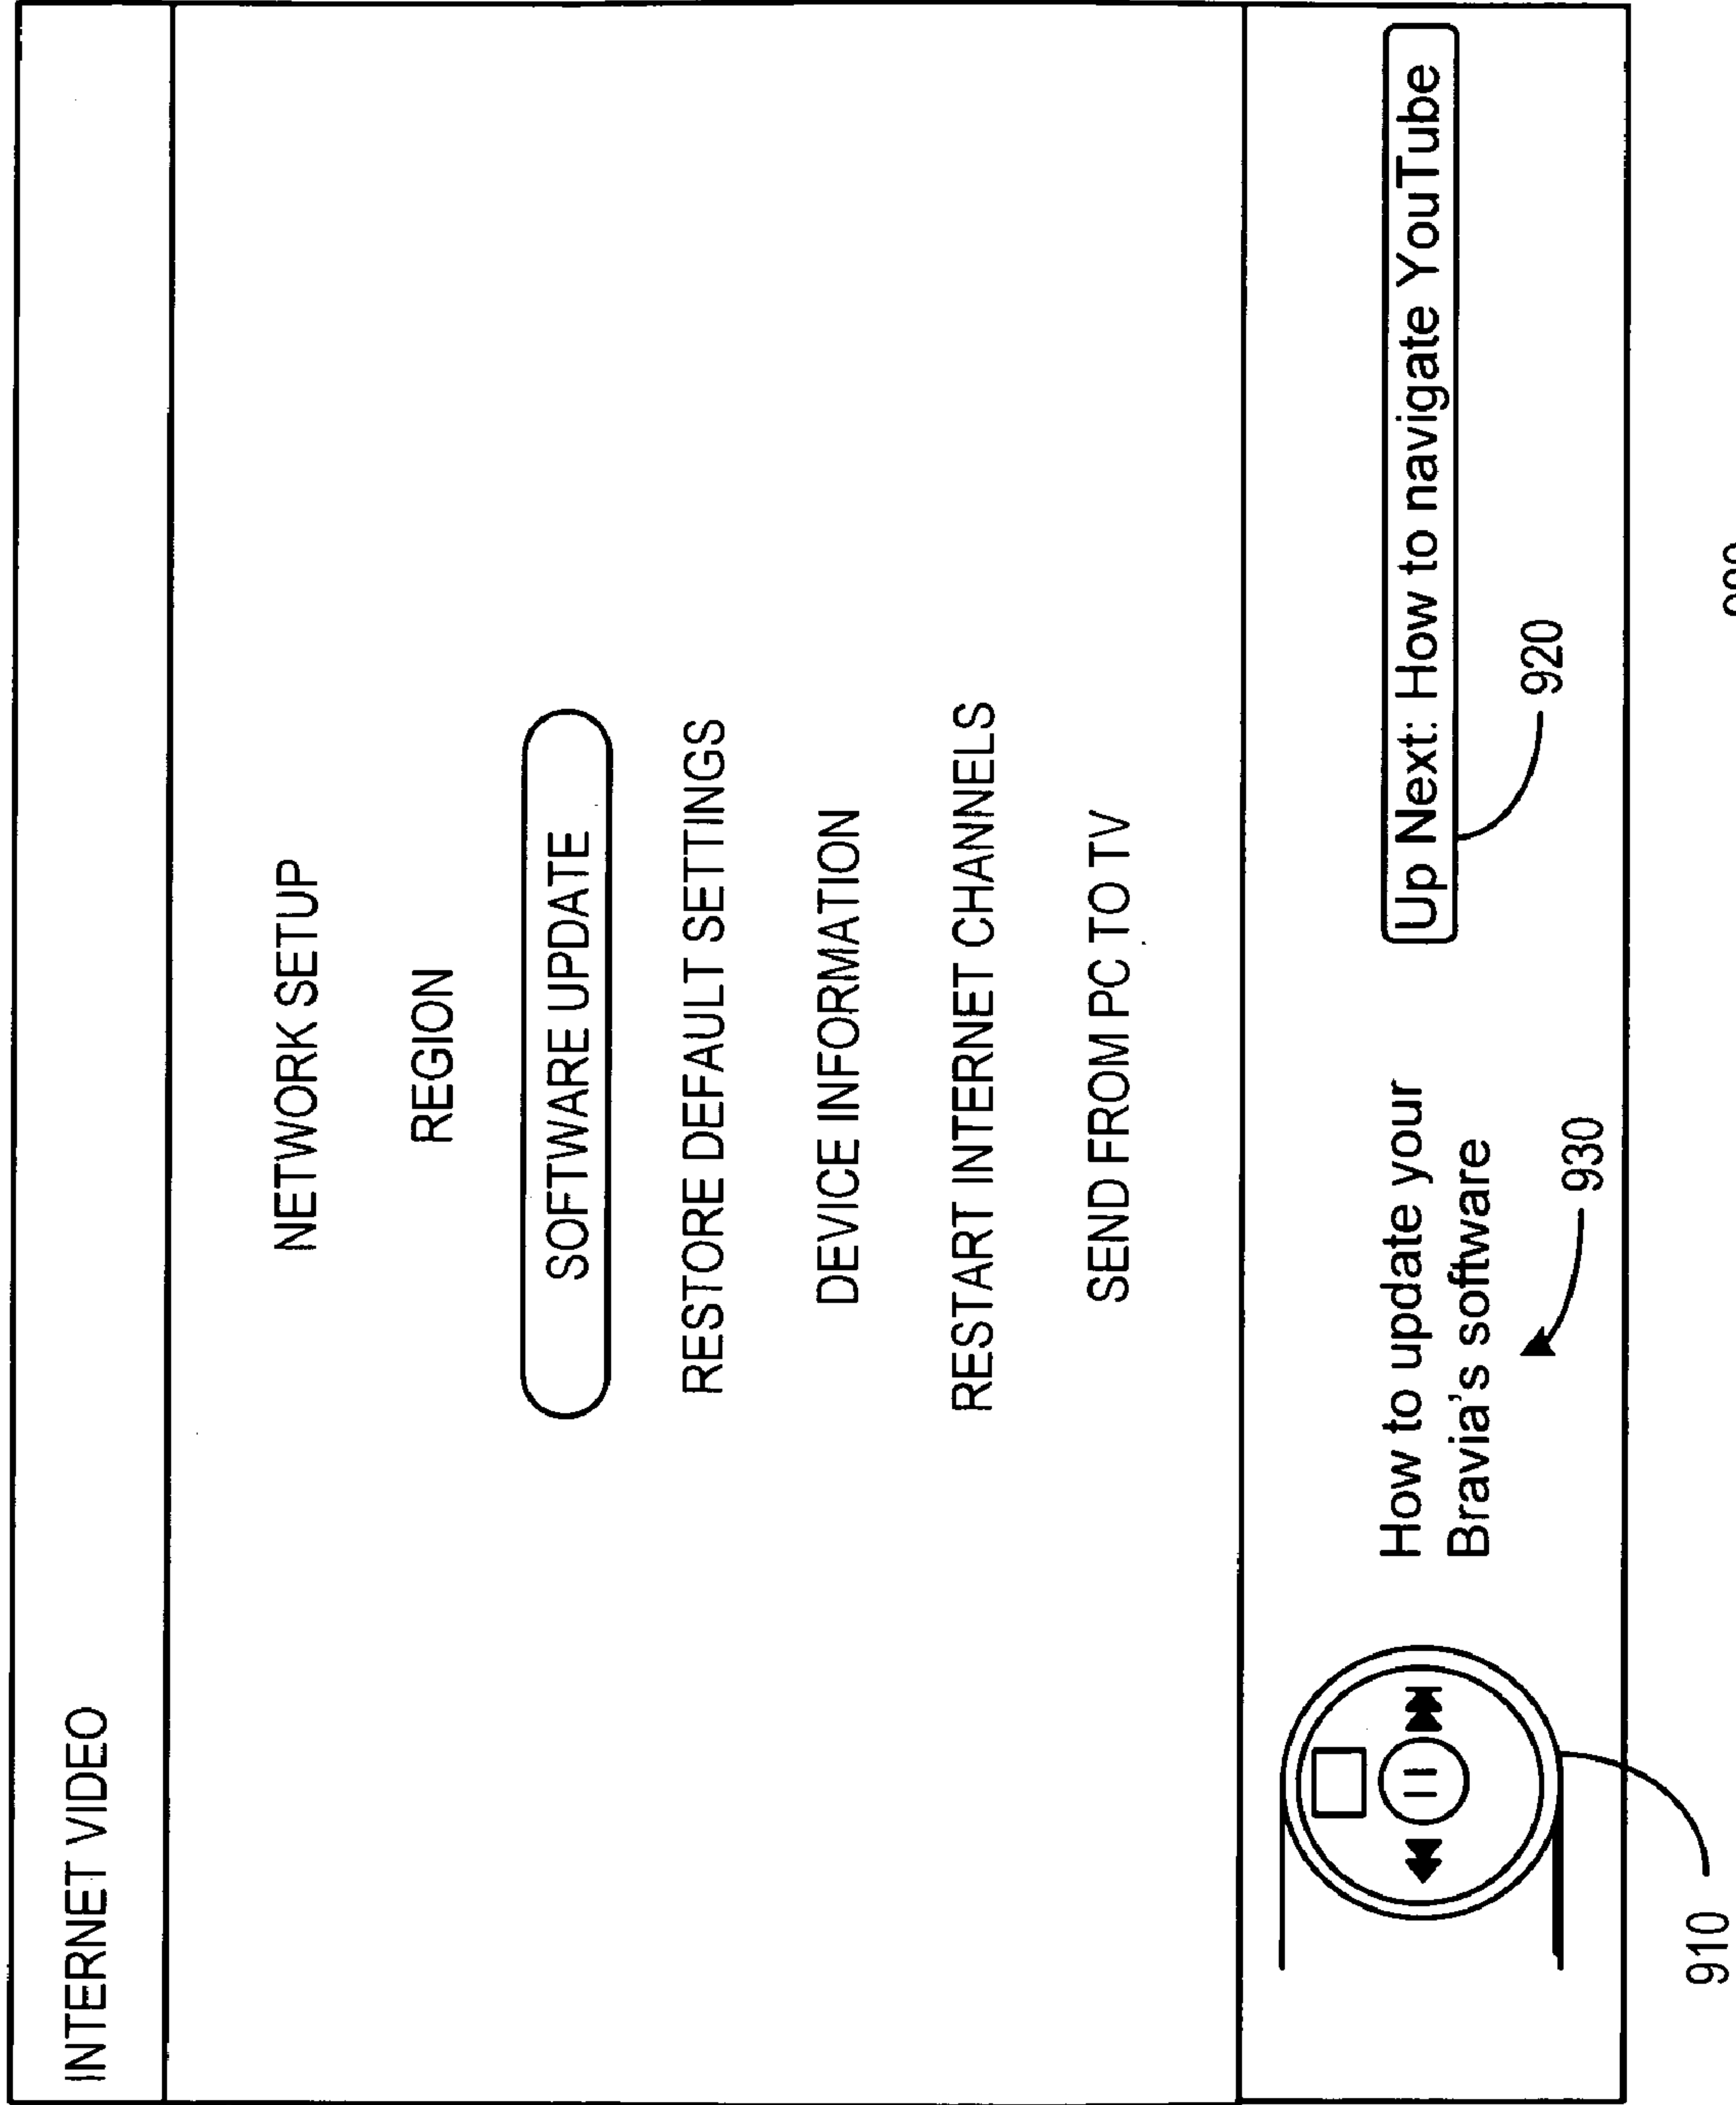 INTERNET VIDEO
NETWORK SETUP
REGION
SOFTWARE UPDATE
RESTORE DEFAULT SETTINGS
DEVICE INFORMATION
RESTART INTERNET CHANNELS
SEND FROM PC TO TV
How to update your
Bravia's software
Up Next: How to navigate YouTube
930
920
910